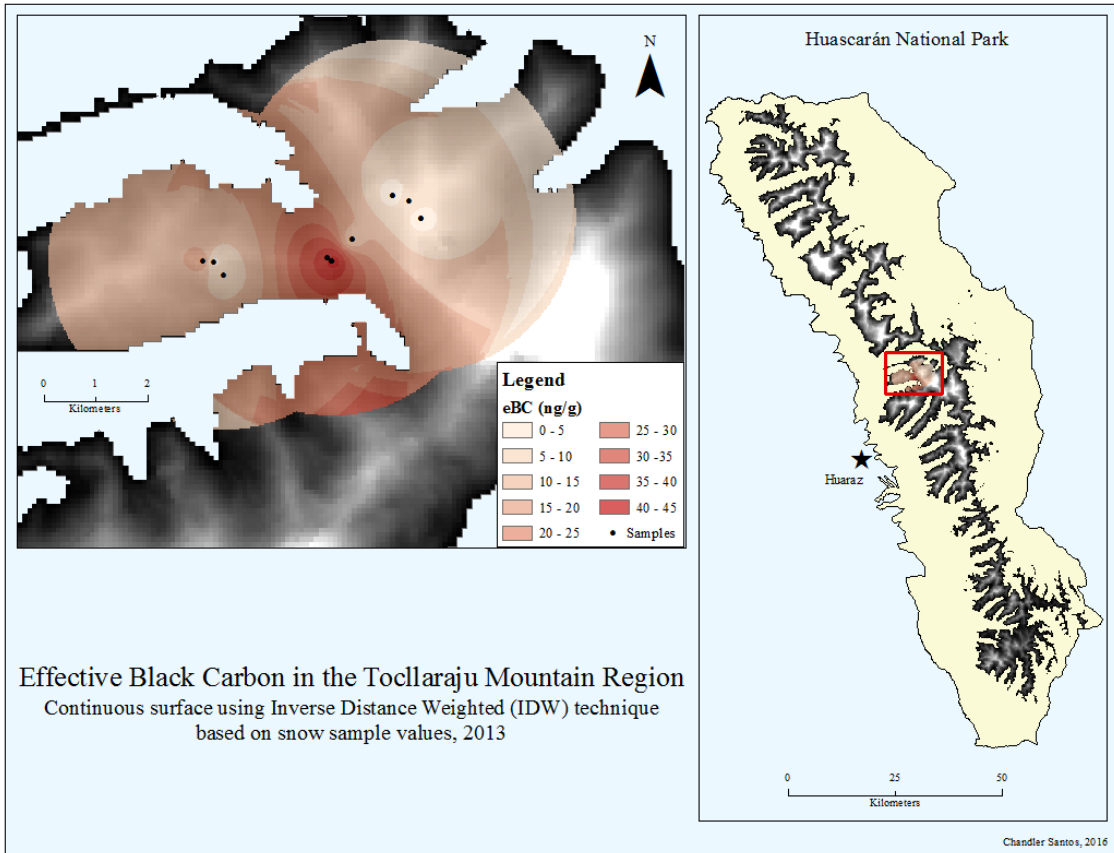 N
0 1 2
Kilometers
Legend
eBC (ng/g)
0 - 5
5 - 10
10 - 15
15 - 20
20 - 25
25 - 30
30 -35
35 - 40
40 - 45
Samples
Effective Black Carbon in the Tocllaraju Mountain Region
Continuous surface using Inverse Distance Weighted (IDW) technique
based on snow sample values, 2013
Huascarán National Park
Huaraz
0 25 50
Kilometers
Chandler Santos, 2016